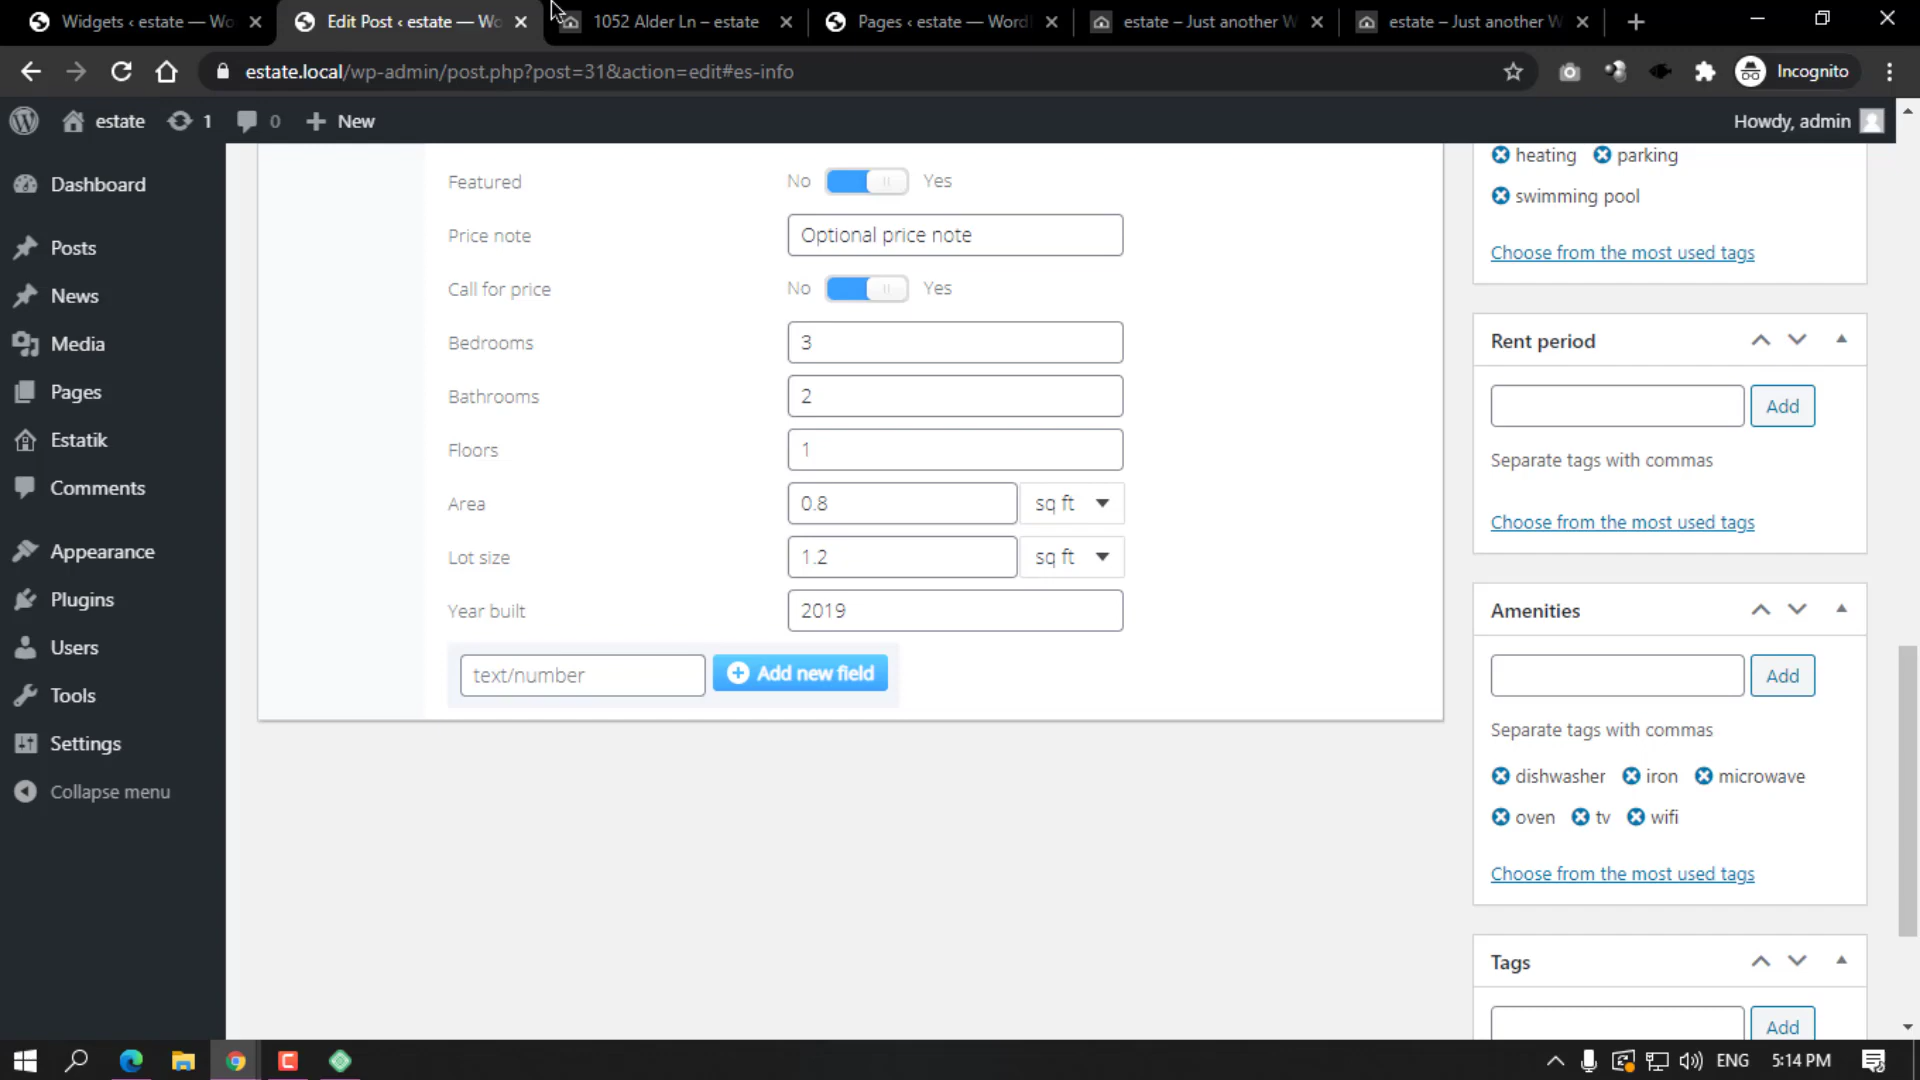 Widgets ‹ estate — Wo
Edit Post ‹ estate — Wo
1052 Alder Ln – estate
Pages ‹ estate — Word
estate – Just another W
estate – Just another W
estate.local/wp-admin/post.php?post=31&action=edit#es-info
Incognito
estate
1
0
New
Howdy, admin
Dashboard
Posts
News
Media
Pages
Estatik
Comments
Appearance
Plugins
Users
Tools
Settings
Collapse menu
Featured No Yes
Price note Optional price note
Call for price No Yes
Bedrooms 3
Bathrooms 2
Floors 1
Area 0.8 sq ft
Lot size 1.2 sq ft
Year built 2019
text/number Add new field
heating parking
swimming pool
Choose from the most used tags
Rent period
Add
Separate tags with commas
Choose from the most used tags
Amenities
Add
Separate tags with commas
dishwasher iron microwave
oven tv wifi
Choose from the most used tags
Tags
Add
ENG 5:14 PM